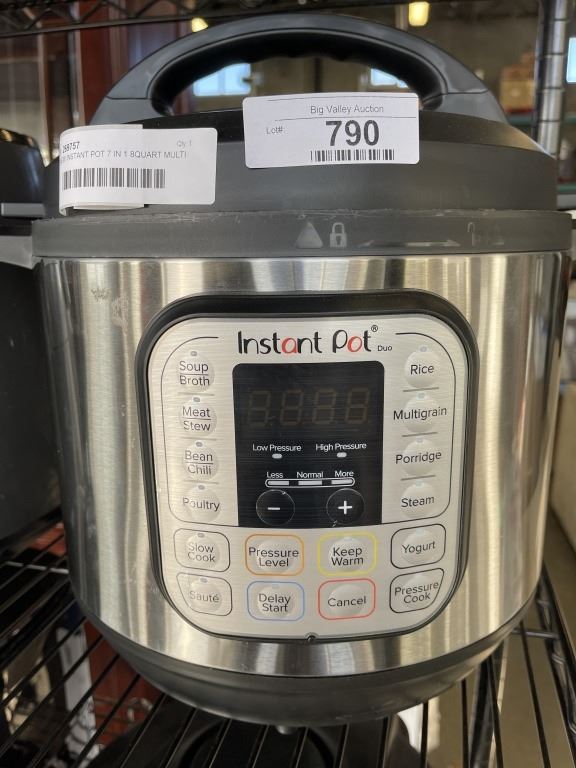 Big Valley Auction
Lot# 790
Qty: 1
INSTANT POT 7 IN 1 8QUART MULTI
Instant Pot® Duo
Soup Broth
Meat Stew
Bean Chili
Poultry
Low Pressure High Pressure
Less Normal More
- +
Rice
Multigrain
Porridge
Steam
Slow Cook
Pressure Level
Keep Warm
Yogurt
Sauté
Delay Start
Cancel
Pressure Cook